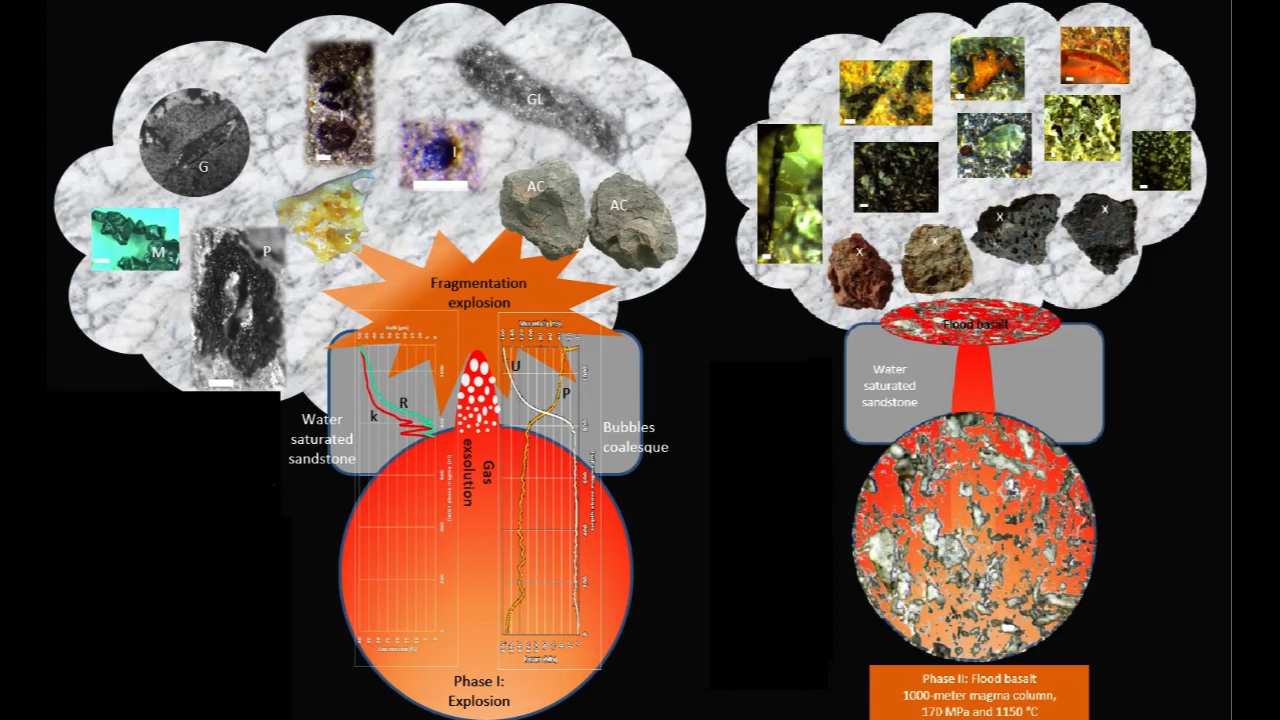 GL
I
I
G
AC
AC
S
M
P
Fragmentation
explosion
U
P
R
k
Water
saturated
sandstone
Bubbles
coalesque
Gas
exsolution
Phase I:
Explosion
X
X
X
X
Flood basalt
Water
saturated
sandstone
Phase II: Flood basalt
1000-meter magma column,
170 MPa and 1150 °C